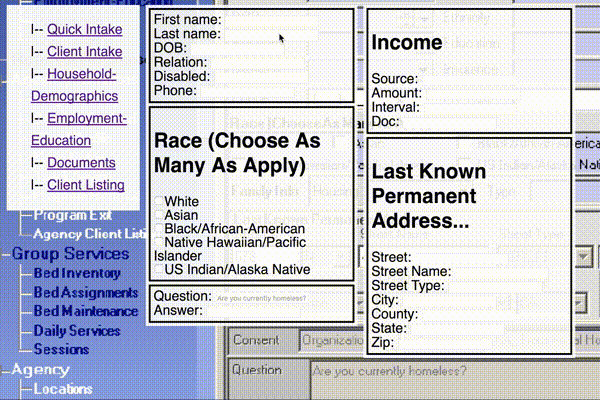 I-- Quick Intake
I-- Client Intake
I-- Household-
Demographics
I-- Employment-
Education
I-- Documents
I-- Client Listing
Program Exit
Agency Client Listi
Group Services
Bed Inventory
Bed Assignments
Bed Maintenance
Daily Services
Sessions
Agency
Locations
First name:
Last name:
DOB:
Relation:
Disabled:
Phone:
Race (Choose As
Many As Apply)
White
Asian
Black/African-American
Native Hawaiian/Pacific
Islander
US Indian/Alaska Native
Question: Are you currently homeless?
Answer:
Income
Source:
Amount:
Interval:
Doc:
Last Known
Permanent
Address...
Street:
Street Name:
Street Type:
City:
County:
State:
Zip:
Consent
Question
Are you currently homeless?